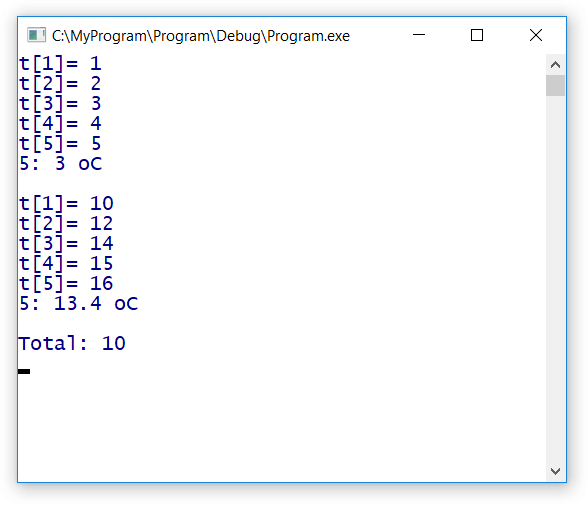 C:\MyProgram\Program\Debug\Program.exe
t[1]= 1
t[2]= 2
t[3]= 3
t[4]= 4
t[5]= 5
5: 3 oC
t[1]= 10
t[2]= 12
t[3]= 14
t[4]= 15
t[5]= 16
5: 13.4 oC
Total: 10